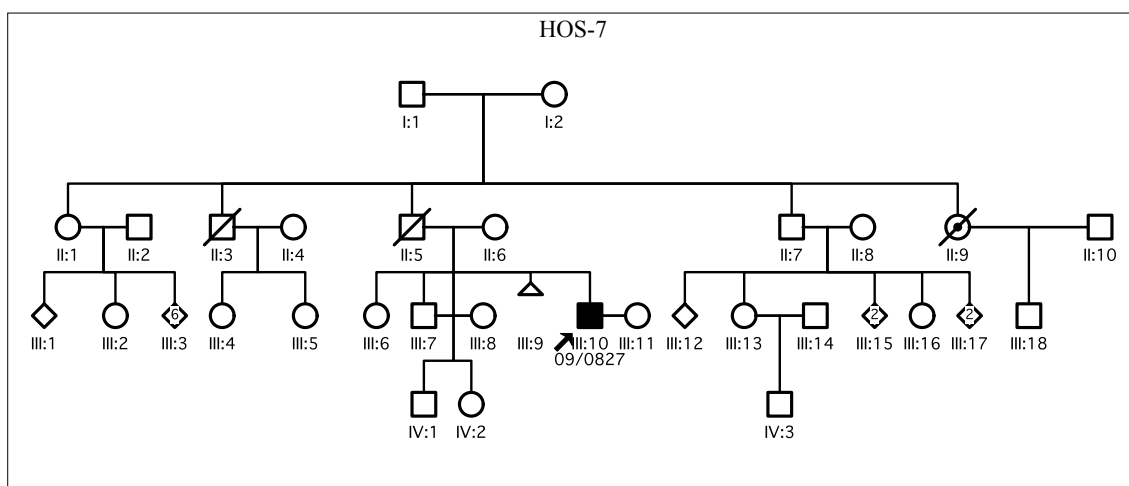 HOS-7
I:1 I:2
II:1 II:2 II:3 II:4 II:5 II:6 II:7 II:8 II:9 II:10
6 2 2
III:1 III:2 III:3 III:4 III:5 III:6 III:7 III:8 III:9 III:10 III:11 III:12 III:13 III:14 III:15 III:16 III:17 III:18
09/0827
IV:1 IV:2 IV:3